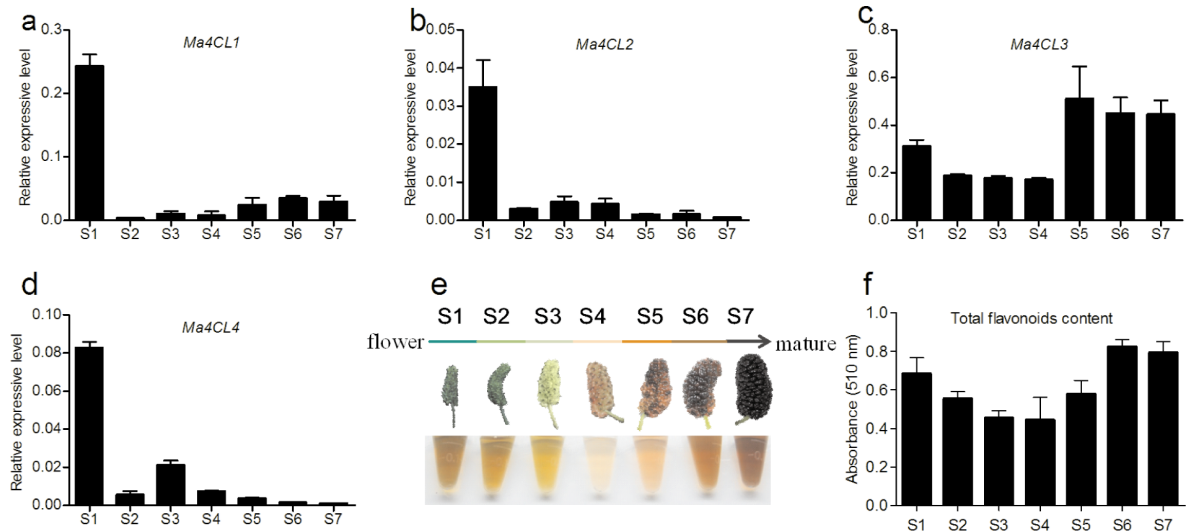 a
Ma4CL1
Relative expressive level
0.3
0.2
0.1
0.0
S1 S2 S3 S4 S5 S6 S7
b
Ma4CL2
Relative expressive level
0.05
0.04
0.03
0.02
0.01
0.00
S1 S2 S3 S4 S5 S6 S7
c
Ma4CL3
Relative expressive level
0.8
0.6
0.4
0.2
0.0
S1 S2 S3 S4 S5 S6 S7
d
Ma4CL4
Relative expressive level
0.10
0.08
0.06
0.04
0.02
0.00
S1 S2 S3 S4 S5 S6 S7
e
S1 S2 S3 S4 S5 S6 S7
flower mature
f
Total flavonoids content
Absorbance (510 nm)
1.0
0.8
0.6
0.4
0.2
0.0
S1 S2 S3 S4 S5 S6 S7